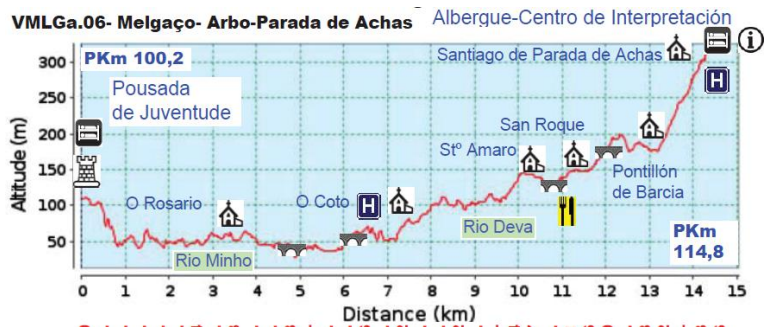 VMLGa.06- Melgaço- Arbo-Parada de Achas
Albergue-Centro de Interpretación
Santiago de Parada de Achas
i
PKm 100,2
Pousada
de Juventude
H
San Roque
Stº Amaro
Pontillón
de Barcia
O Rosario
O Coto
H
Rio Deva
PKm
114,8
Rio Minho
Altitude (m)
300
250
200
150
100
50
0 1 2 3 4 5 6 7 8 9 10 11 12 13 14 15
Distance (km)